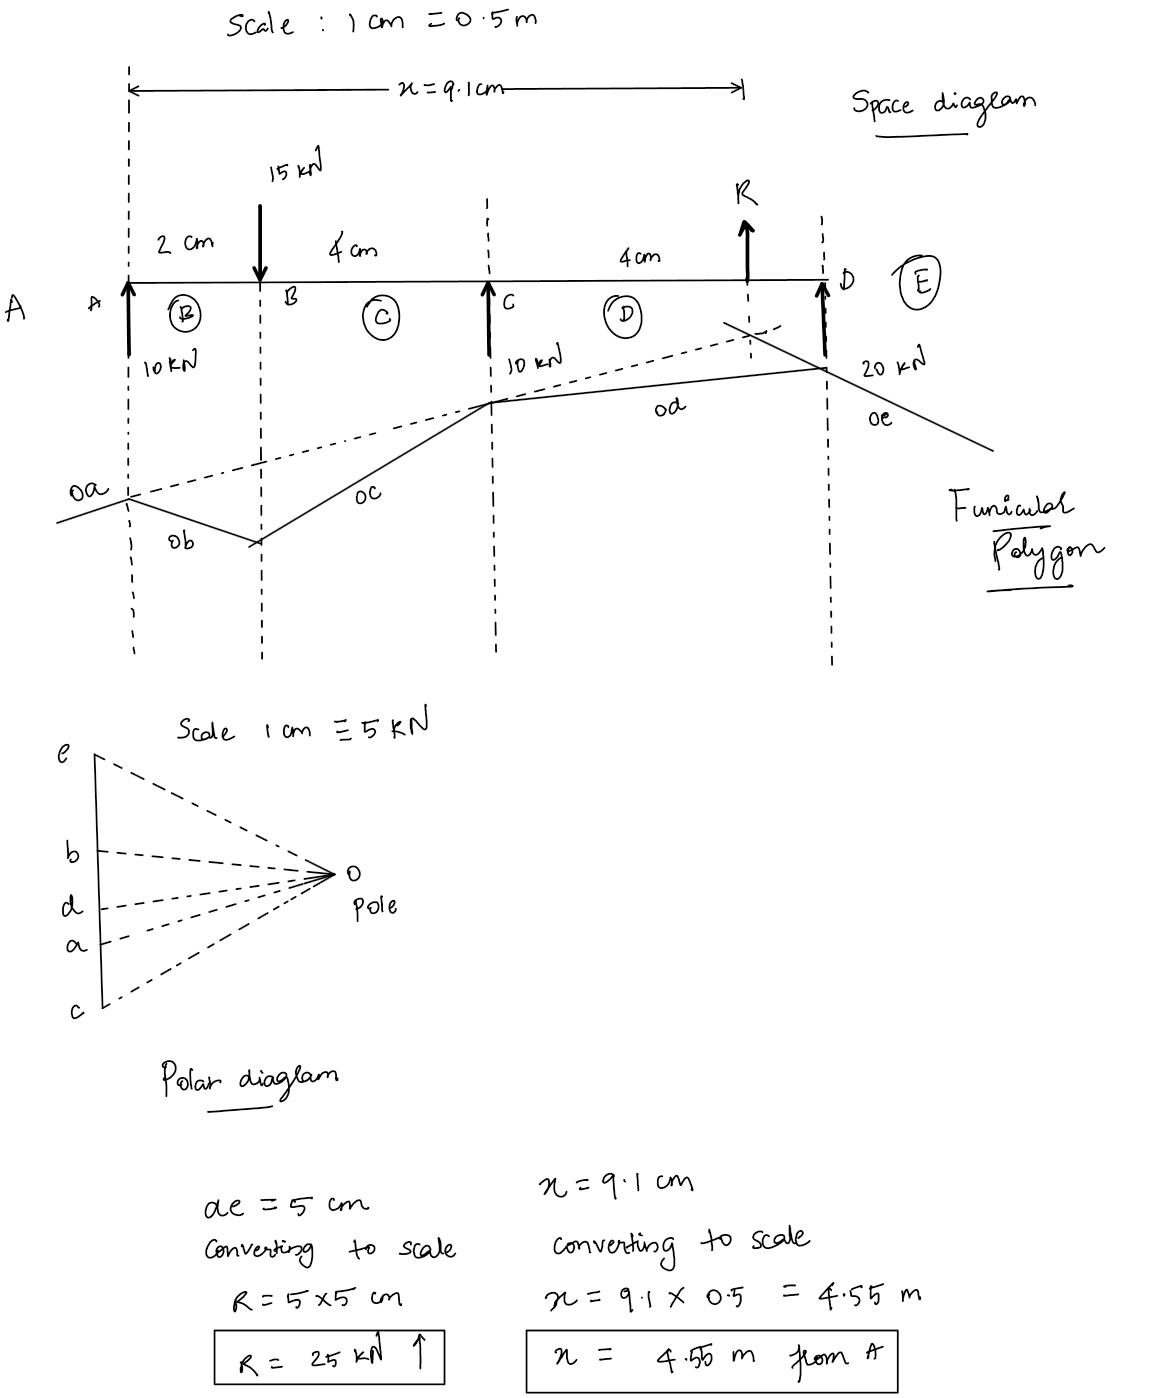 Scale : 1 cm = 0.5 m
x = 9.1 cm
Space diagram
15 kN
R
2 cm
4 cm
4 cm
A
A
B
B
C
C
D
D
E
10 KN
10 kN
20 kN
oa
ob
oc
od
oe
Funicular
Polygon
Scale 1 cm ≡ 5 KN
e
b
d
a
c
O
Pole
Polar diagram
ae = 5 cm
Converting to scale
R = 5 x 5 cm
R = 25 kN ↑
x = 9.1 cm
converting to scale
x = 9.1 X 0.5 = 4.55 m
x = 4.55 m from A